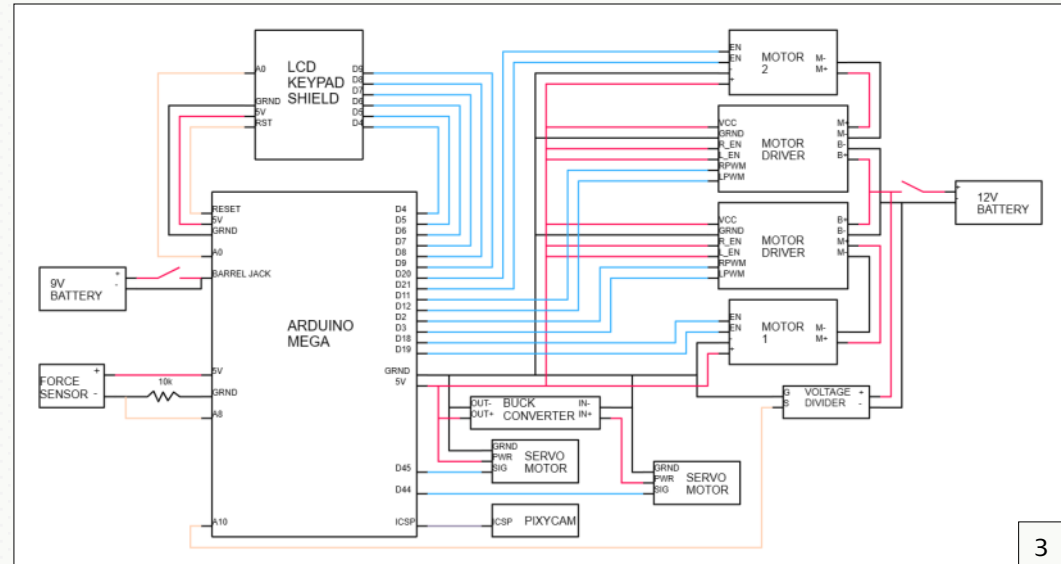 LCD
KEYPAD
SHIELD
A0
GRND
5V
RST
D9
D8
D7
D6
D5
D4
EN
EN
-
+
MOTOR
2
M-
M+
VCC
GRND
R_EN
L_EN
RPWM
LPWM
MOTOR
DRIVER
M+
M-
B-
B+
12V
BATTERY
+
-
VCC
GRND
R_EN
L_EN
RPWM
LPWM
MOTOR
DRIVER
B+
B-
M+
M-
EN
EN
-
+
MOTOR
1
M-
M+
9V
BATTERY
+
-
FORCE
SENSOR
+
-
10k
ARDUINO
MEGA
RESET
5V
GRND
A0
BARREL JACK
5V
GRND
A8
A10
D4
D5
D6
D7
D8
D9
D20
D21
D11
D12
D2
D3
D18
D19
GRND
5V
D45
D44
ICSP
OUT-
OUT+
BUCK
CONVERTER
IN-
IN+
GRND
PWR
SIG
SERVO
MOTOR
GRND
PWR
SIG
SERVO
MOTOR
G
S
VOLTAGE
DIVIDER
+
-
ICSP
PIXYCAM
3